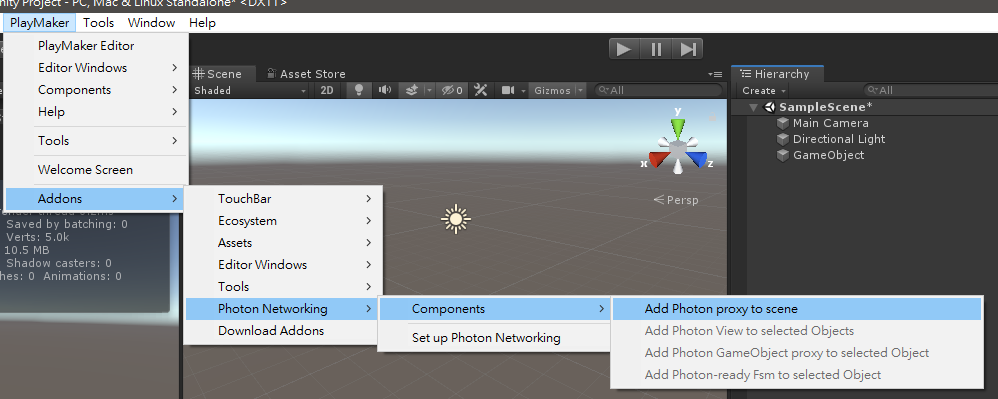 nity Project - PC, Mac & Linux Standalone* <DX11>
PlayMaker Tools Window Help
PlayMaker Editor
Editor Windows
Components
Help
Tools
Welcome Screen
Addons
TouchBar
Ecosystem
Assets
Editor Windows
Tools
Photon Networking
Download Addons
Components
Set up Photon Networking
Add Photon proxy to scene
Add Photon View to selected Objects
Add Photon GameObject proxy to selected Object
Add Photon-ready Fsm to selected Object
Scene Asset Store
Shaded 2D 0 Gizmos All
y
x z
Persp
Saved by batching: 0
Verts: 5.0k
10.5 MB
Shadow casters: 0
hes: 0 Animations: 0
Hierarchy
Create All
SampleScene*
Main Camera
Directional Light
GameObject